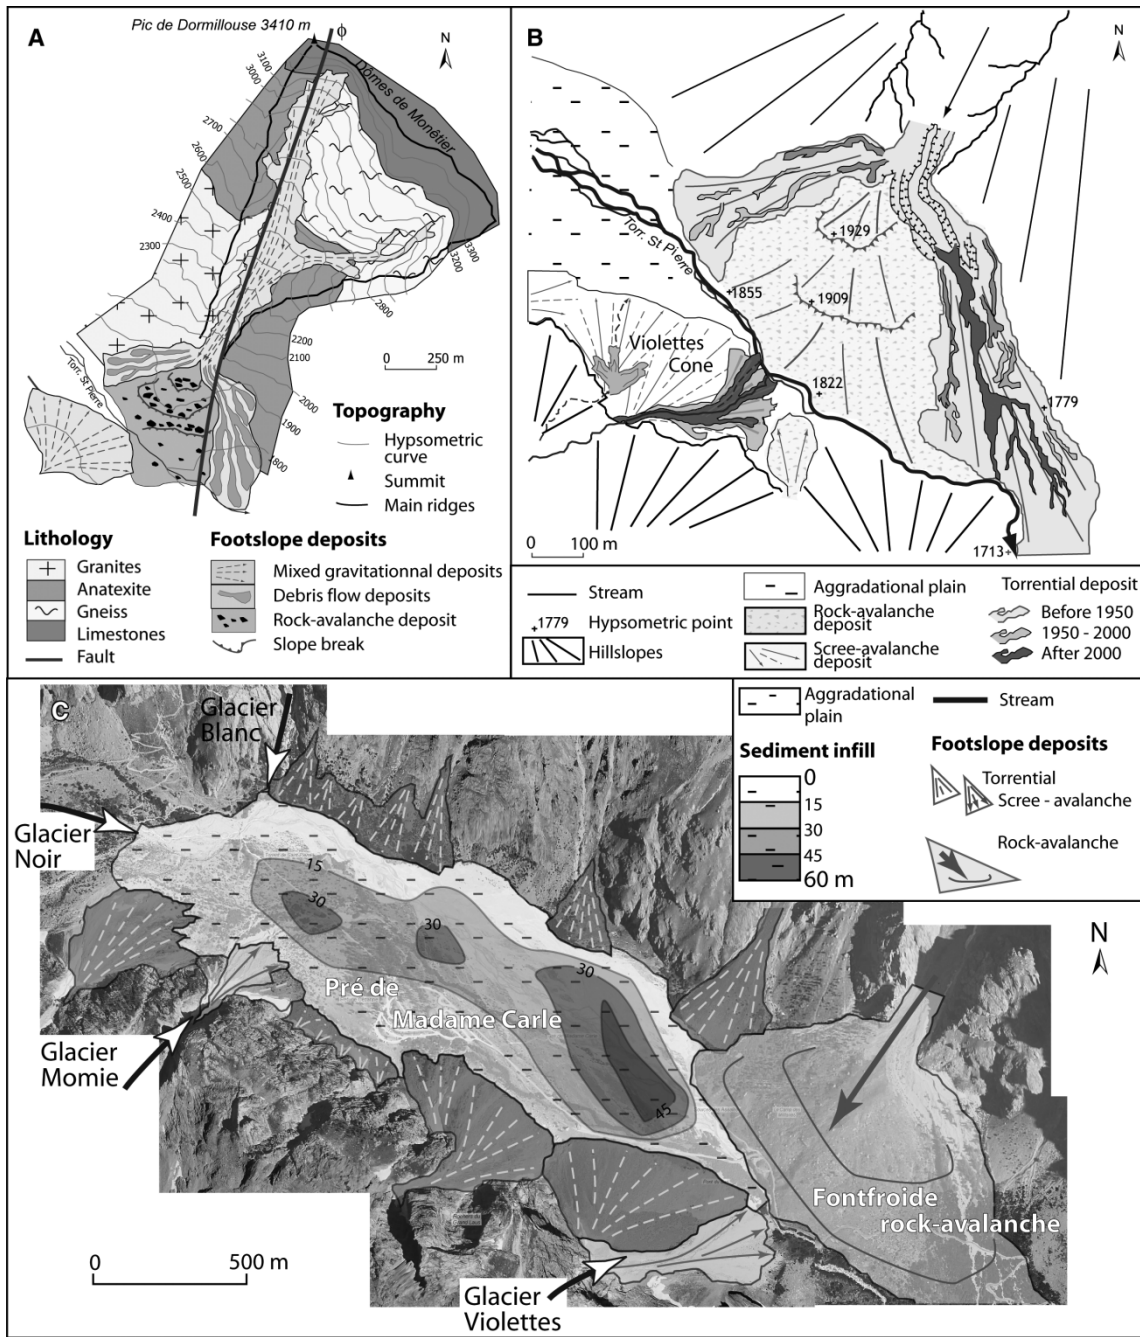 Pic de Dormillouse 3410 m
ϕ
A
N
3100
3000
2700
2600
2500
2400
2300
Dômes de Monêtier
3300
3200
2800
2200
2100
2000
1900
1800
Torr. St Pierre
0 250 m
Topography
Hypsometric
curve
Summit
Main ridges
Lithology
Granites
Anatexite
Gneiss
Limestones
Fault
Footslope deposits
Mixed gravitationnal deposits
Debris flow deposits
Rock-avalanche deposit
Slope break
B
N
Torr. St Pierre
1929
1909
1855
1822
1779
1713
Violettes
Cone
0 100 m
Stream
1779 Hypsometric point
Hillslopes
Aggradational plain
Rock-avalanche
deposit
Scree-avalanche
deposit
Torrential deposit
Before 1950
1950 - 2000
After 2000
C
Glacier
Blanc
Glacier
Noir
Glacier
Momie
Glacier
Violettes
15
30
30
30
45
Pré de
Madame Carle
Fontfroide
rock-avalanche
0 500 m
N
Aggradational
plain
Stream
Sediment infill
0
15
30
45
60 m
Footslope deposits
Torrential
Scree - avalanche
Rock-avalanche